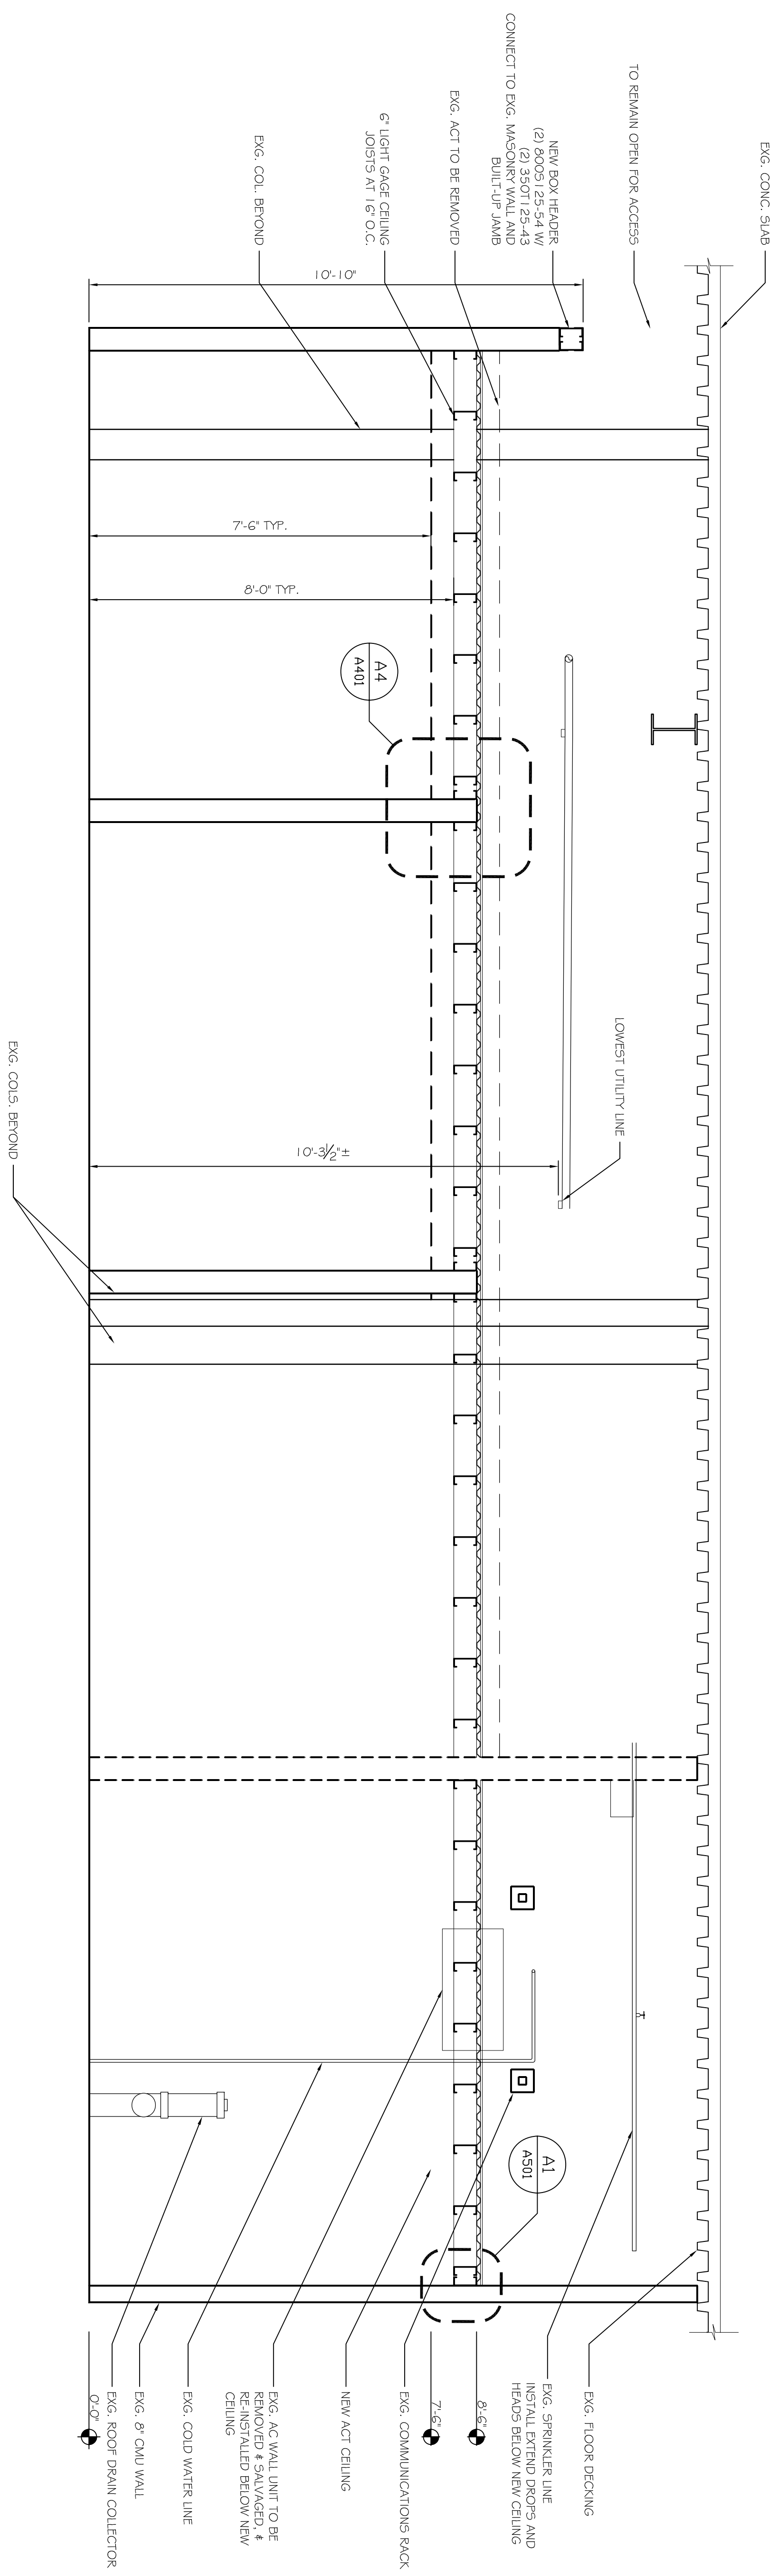 EXG. CONC. SLAB
TO REMAIN OPEN FOR ACCESS
NEW BOX HEADER
(2) 800S125-54 W/
(2) 350T125-43
CONNECT TO EXG. MASONRY WALL AND
BUILT-UP JAMB
EXG. ACT TO BE REMOVED
6" LIGHT GAGE CEILING
JOISTS AT 16" O.C.
EXG. COL. BEYOND
10'-10"
7'-6" TYP.
8'-0" TYP.
A4
A401
LOWEST UTILITY LINE
10'-3 1/2"±
EXG. COLS. BEYOND
A1
A501
EXG. FLOOR DECKING
EXG. SPRINKLER LINE
INSTALL EXTEND DROPS AND
HEADS BELOW NEW CEILING
8'-6"
7'-6"
0'-0"
EXG. COMMUNICATIONS RACK
NEW ACT CEILING
EXG. AC WALL UNIT TO BE
REMOVED & SALVAGED, &
RE-INSTALLED BELOW NEW
CEILING
EXG. COLD WATER LINE
EXG. 8" CMU WALL
EXG. ROOF DRAIN COLLECTOR